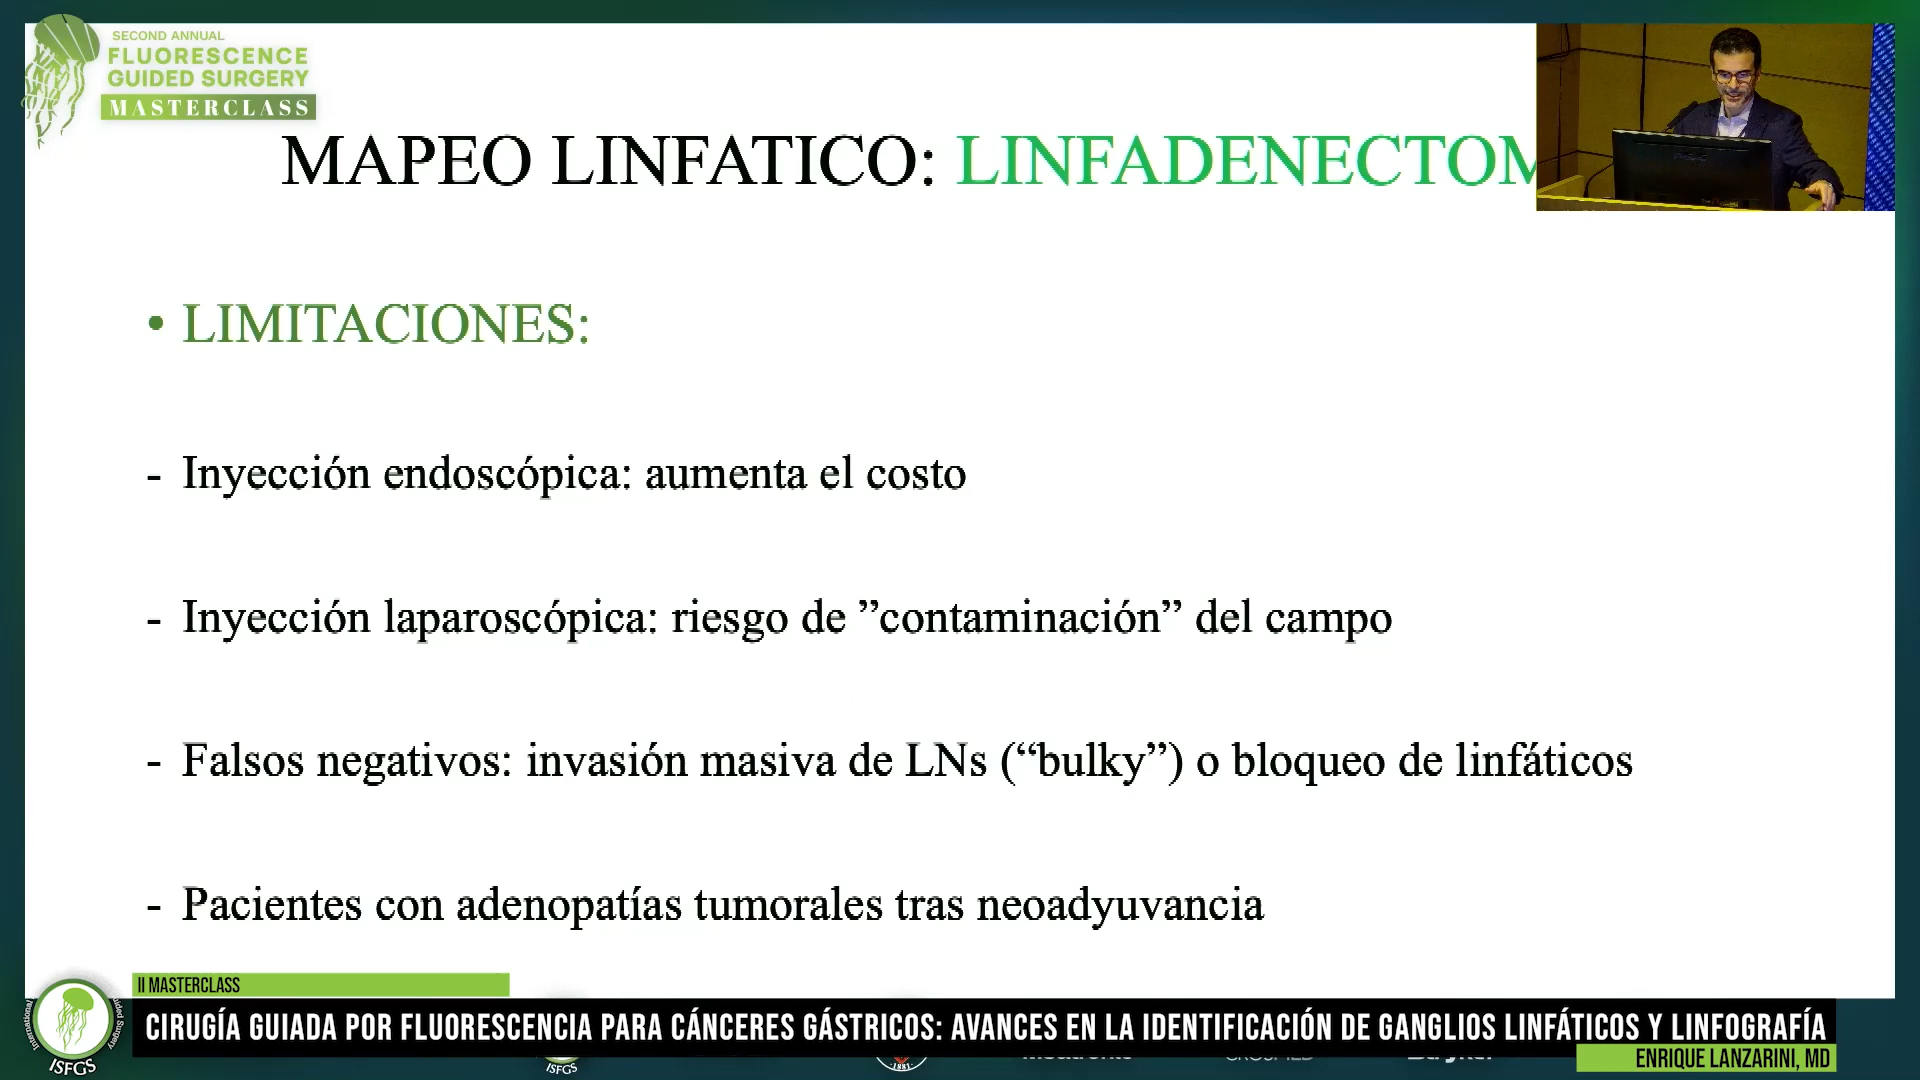 SECOND ANNUAL
FLUORESCENCE
GUIDED SURGERY
MASTERCLASS
MAPEO LINFATICO: LINFADENECTOM
• LIMITACIONES:
- Inyección endoscópica: aumenta el costo
- Inyección laparoscópica: riesgo de ”contaminación” del campo
- Falsos negativos: invasión masiva de LNs (“bulky”) o bloqueo de linfáticos
- Pacientes con adenopatías tumorales tras neoadyuvancia
II MASTERCLASS
CIRUGÍA GUIADA POR FLUORESCENCIA PARA CÁNCERES GÁSTRICOS: AVANCES EN LA IDENTIFICACIÓN DE GANGLIOS LINFÁTICOS Y LINFOGRAFÍA
ENRIQUE LANZARINI, MD
ISFGS
ISFGS